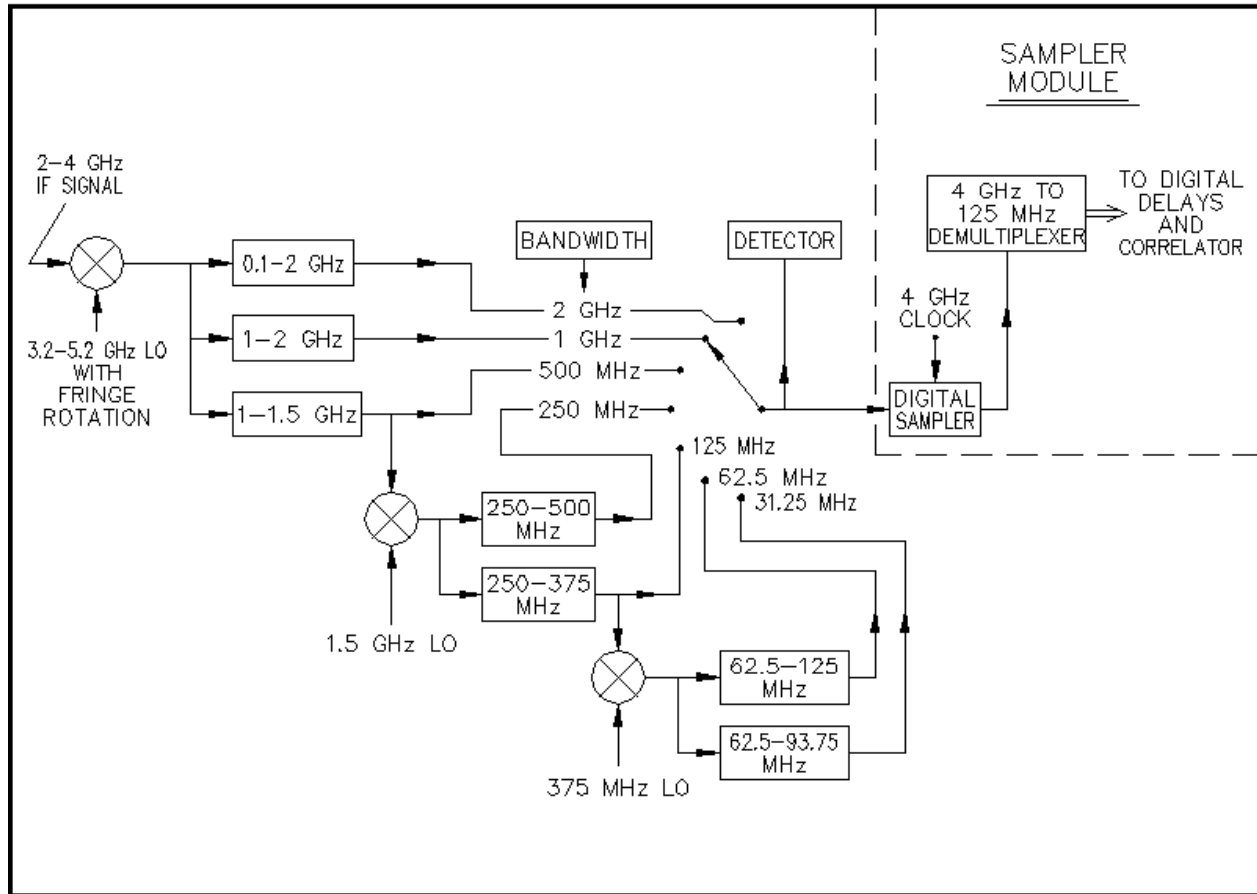 SAMPLER
MODULE
2–4 GHz
IF SIGNAL
4 GHz TO
125 MHz
DEMULTIPLEXER
TO DIGITAL
DELAYS
AND
CORRELATOR
BANDWIDTH
DETECTOR
0.1–2 GHz
2 GHz
4 GHz
CLOCK
1–2 GHz
1 GHz
3.2–5.2 GHz LO
WITH
FRINGE
ROTATION
500 MHz
1–1.5 GHz
250 MHz
DIGITAL
SAMPLER
125 MHz
62.5 MHz
31.25 MHz
250–500
MHz
250–375
MHz
1.5 GHz LO
62.5–125
MHz
62.5–93.75
MHz
375 MHz LO